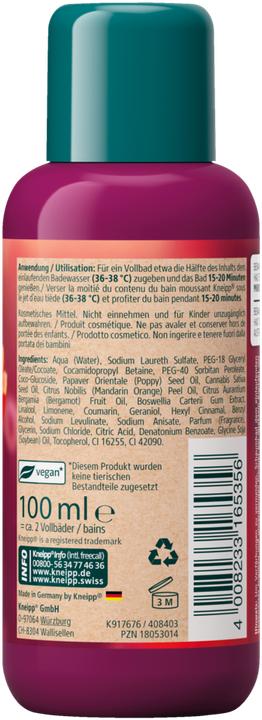 Anwendung / Utilisation: Für ein Vollbad etwa die Hälfte des Inhalts dem
einlaufenden Badewasser (36-38 °C) zugeben und das Bad 15-20 Minuten
genießen./ Verser la moitié du contenu du bain moussant Kneipp® sous
le jet d'eau tiède (36-38 °C) et profiter du bain pendant 15-20 minutes.
Kosmetisches Mittel. Nicht einnehmen und für Kinder unzugänglich
aufbewahren. / Produit cosmétique. Ne pas avaler et conserver hors de
portée des enfants. / Prodotto cosmetico. Non ingerire e tenere fuori dalla
portata dei bambini.
Ingredients: Aqua (Water), Sodium Laureth Sulfate, PEG-18 Glyceryl
Oleate/Cocoate, Cocamidopropyl Betaine, PEG-40 Sorbitan Peroleate,
Coco-Glucoside, Papaver Orientale (Poppy) Seed Oil, Cannabis Sativa
Seed Oil, Citrus Nobilis (Mandarin Orange) Peel Oil, Citrus Aurantium
Bergamia (Bergamot) Fruit Oil, Boswellia Carterii Gum Extract,
Linalool, Limonene, Coumarin, Geraniol, Hexyl Cinnamal, Benzyl
Alcohol, Sodium Levulinate, Sodium Anisate, Parfum (Fragrance),
Glycerin, Sodium Chloride, Citric Acid, Denatonium Benzoate, Glycine Soja
(Soybean) Oil, Tocopherol, CI 16255, CI 42090.
vegan*
*Diesem Produkt wurden
keine tierischen
Bestandteile zugesetzt
100 ml ℮
= ca. 2 Vollbäder / bains
Kneipp® is a registered trademark
INFO
Kneipp®info (intl. freecall)
00800- 56 34 77 46 36
www.kneipp.de
www.kneipp.swiss
Made in Germany by Kneipp®
Kneipp® GmbH
D-97064 Würzburg
CH-8304 Wallisellen
3 M
K917676 / 408403
PZN 18053014
4 008233 165356